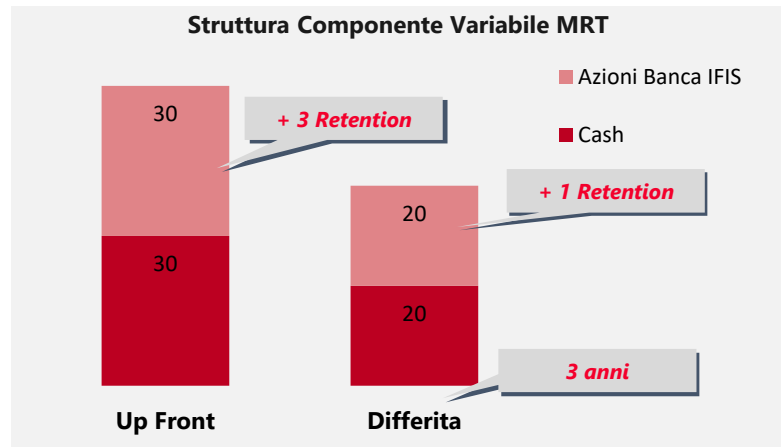 Struttura Componente Variabile MRT
Azioni Banca IFIS
Cash
30
+ 3 Retention
30
20
+ 1 Retention
20
3 anni
Up Front
Differita